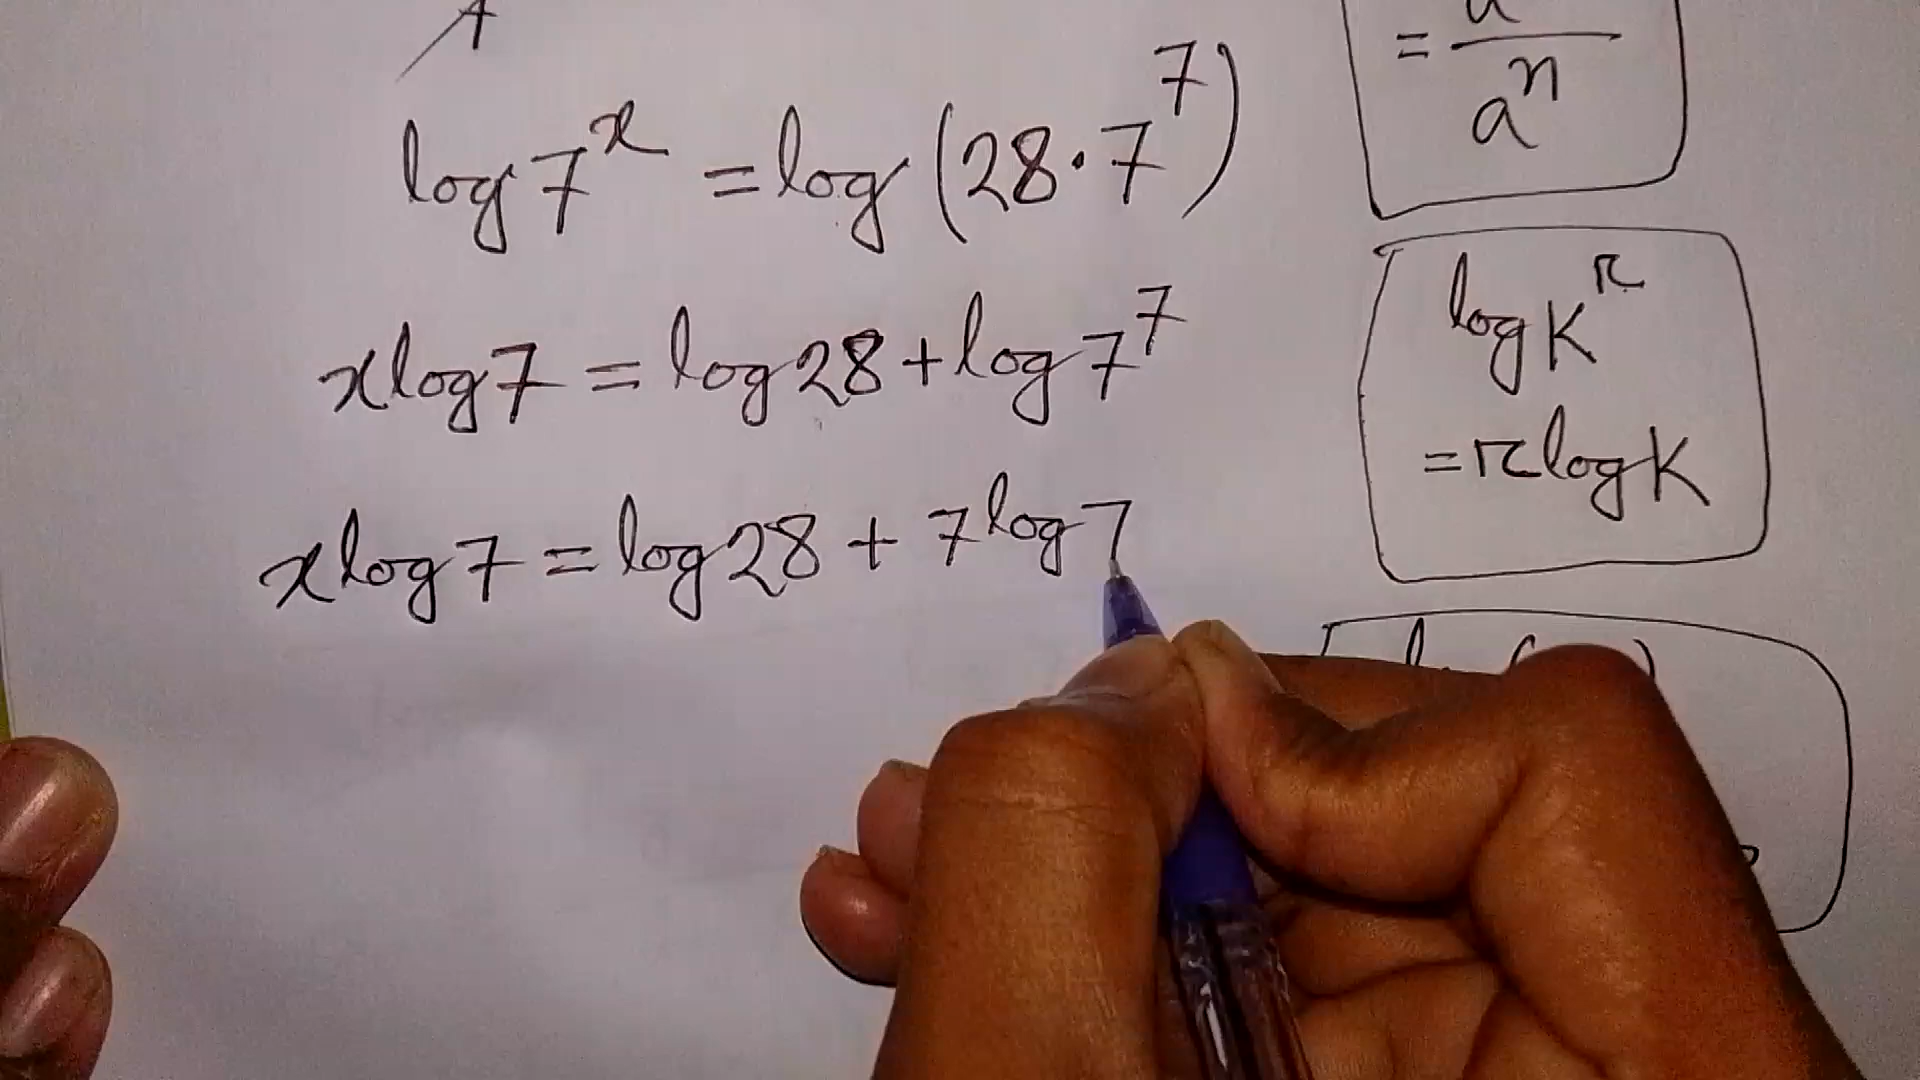 log 7^x = log (28·7^7)
x log 7 = log 28 + log 7^7
x log 7 = log 28 + 7 log 7
= a^n
log K^r
= r log K